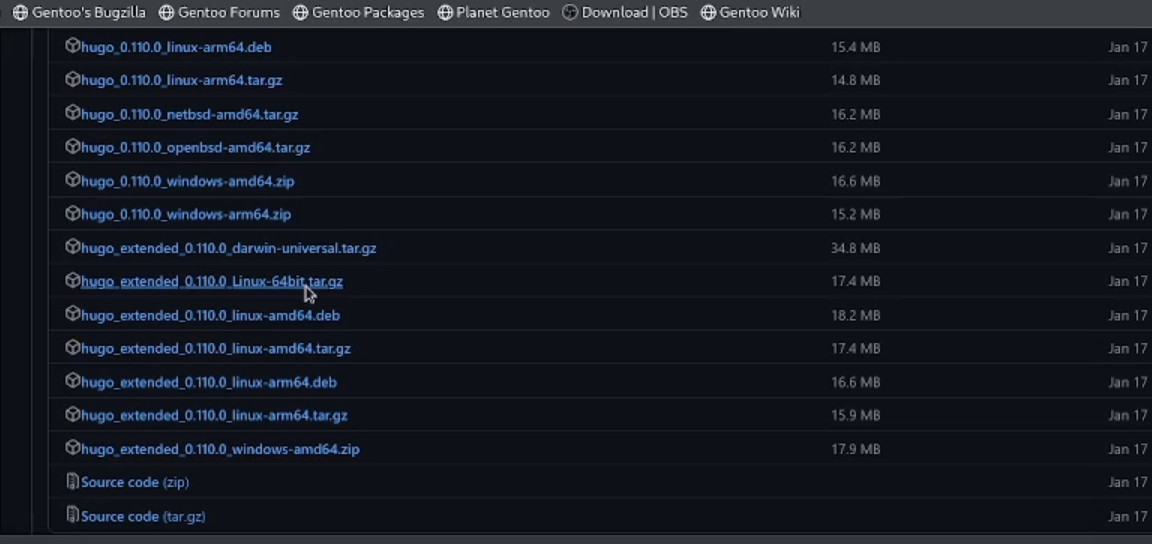 Gentoo's Bugzilla Gentoo Forums Gentoo Packages Planet Gentoo Download | OBS Gentoo Wiki
hugo_0.110.0_linux-arm64.deb 15.4 MB Jan 17
hugo_0.110.0_linux-arm64.tar.gz 14.8 MB Jan 17
hugo_0.110.0_netbsd-amd64.tar.gz 16.2 MB Jan 17
hugo_0.110.0_openbsd-amd64.tar.gz 16.2 MB Jan 17
hugo_0.110.0_windows-amd64.zip 16.6 MB Jan 17
hugo_0.110.0_windows-arm64.zip 15.2 MB Jan 17
hugo_extended_0.110.0_darwin-universal.tar.gz 34.8 MB Jan 17
hugo_extended_0.110.0_Linux-64bit.tar.gz 17.4 MB Jan 17
hugo_extended_0.110.0_linux-amd64.deb 18.2 MB Jan 17
hugo_extended_0.110.0_linux-amd64.tar.gz 17.4 MB Jan 17
hugo_extended_0.110.0_linux-arm64.deb 16.6 MB Jan 17
hugo_extended_0.110.0_linux-arm64.tar.gz 15.9 MB Jan 17
hugo_extended_0.110.0_windows-amd64.zip 17.9 MB Jan 17
Source code (zip) Jan 17
Source code (tar.gz) Jan 17